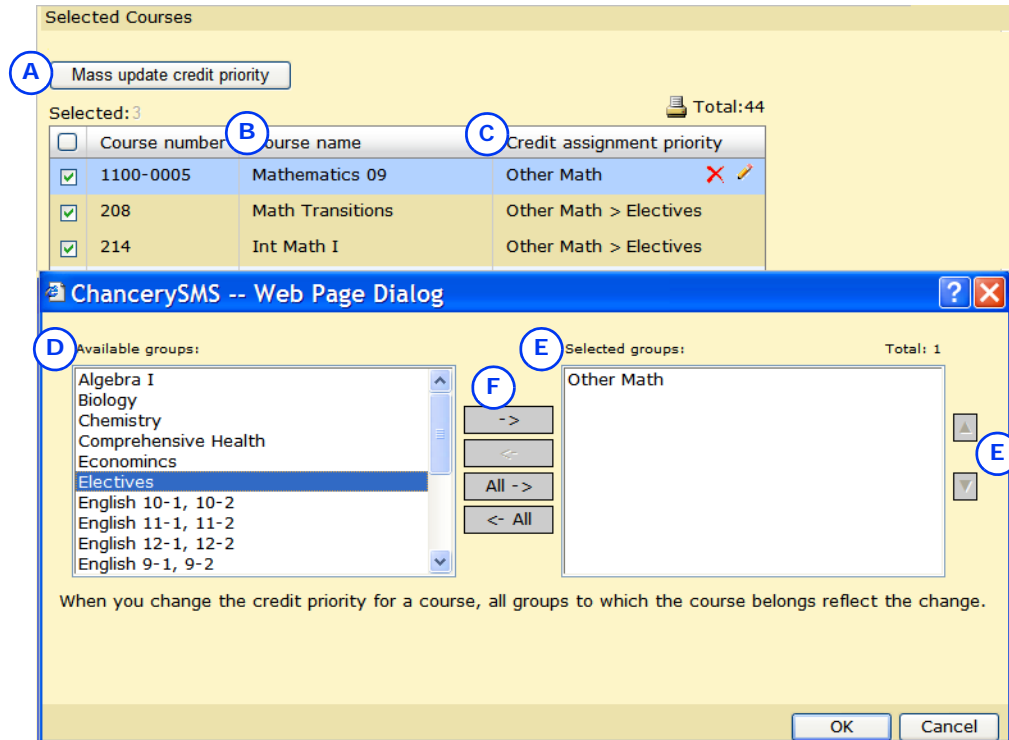 Selected Courses
A Mass update credit priority
Selected: 3 Total:44
Course number B ourse name C Credit assignment priority
1100-0005 Mathematics 09 Other Math
208 Math Transitions Other Math > Electives
214 Int Math I Other Math > Electives
ChancerySMS -- Web Page Dialog ? X
D Available groups: E Selected groups: Total: 1
Algebra I
Biology
Chemistry
Comprehensive Health
Economincs
Electives
English 10-1, 10-2
English 11-1, 11-2
English 12-1, 12-2
English 9-1, 9-2
F
->
<-
All ->
<- All
Other Math
E
When you change the credit priority for a course, all groups to which the course belongs reflect the change.
OK Cancel